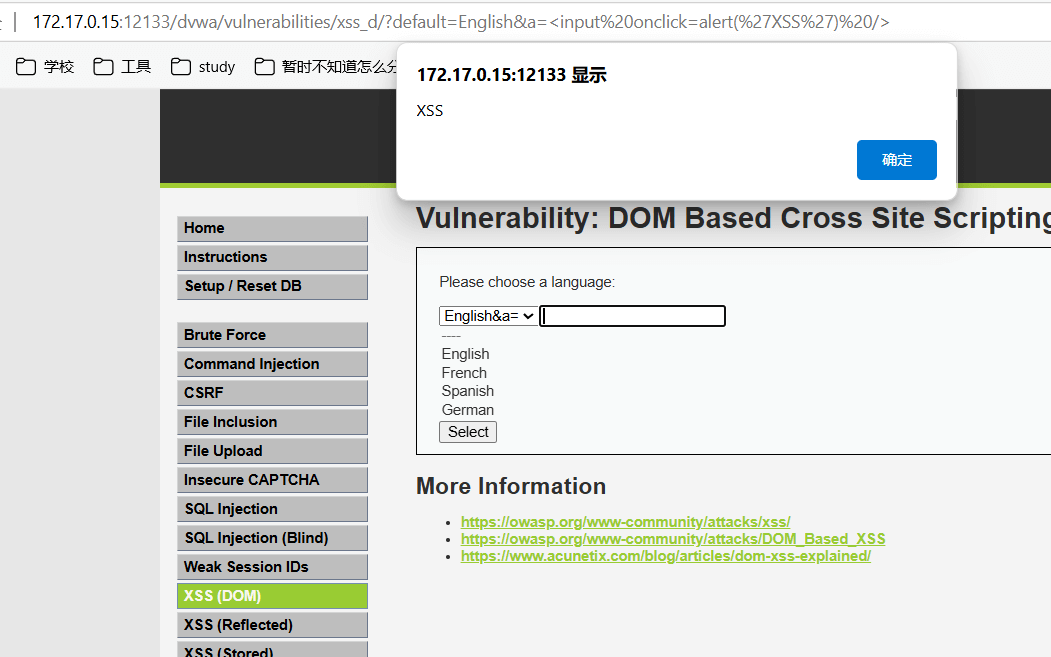 172.17.0.15:12133/dvwa/vulnerabilities/xss_d/?default=English&a=<input%20onclick=alert(%27XSS%27)%20/>
学校 工具 study 暂时不知道怎么分
172.17.0.15:12133 显示
XSS
确定
Home
Instructions
Setup / Reset DB
Brute Force
Command Injection
CSRF
File Inclusion
File Upload
Insecure CAPTCHA
SQL Injection
SQL Injection (Blind)
Weak Session IDs
XSS (DOM)
XSS (Reflected)
XSS (Stored)
Vulnerability: DOM Based Cross Site Scripting
Please choose a language:
English&a=
----
English
French
Spanish
German
Select
More Information
https://owasp.org/www-community/attacks/xss/
https://owasp.org/www-community/attacks/DOM_Based_XSS
https://www.acunetix.com/blog/articles/dom-xss-explained/